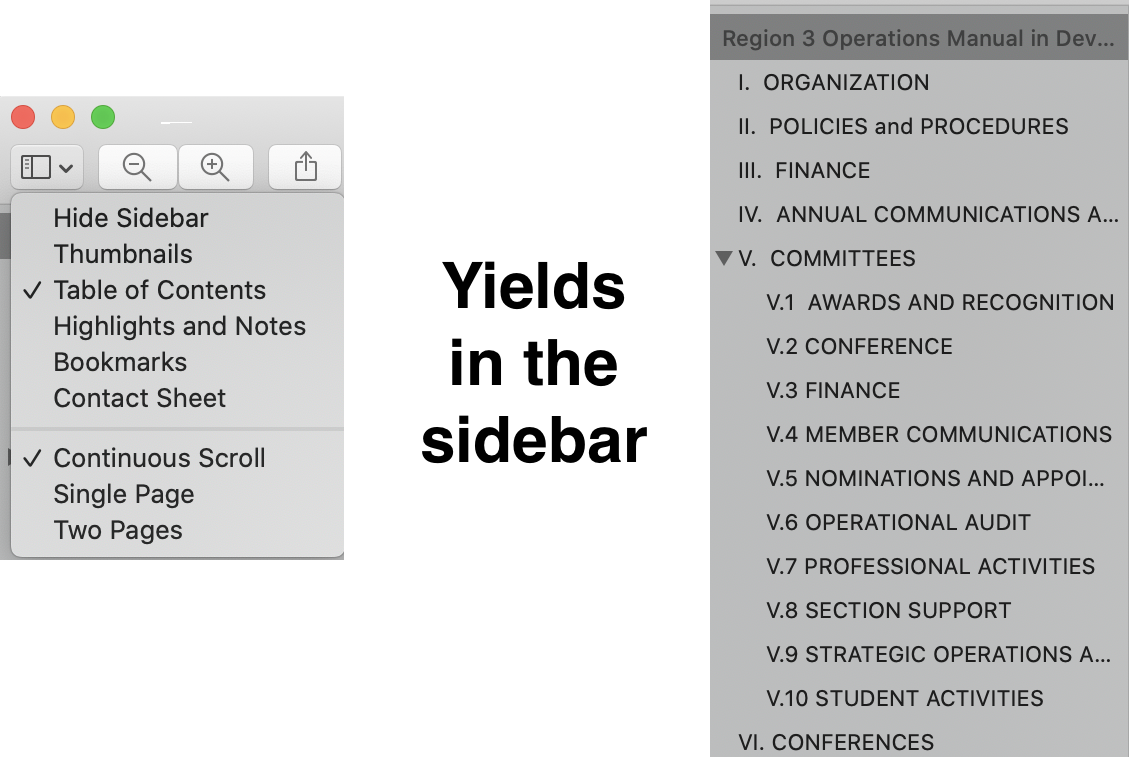 Hide Sidebar
Thumbnails
✓ Table of Contents
Highlights and Notes
Bookmarks
Contact Sheet
✓ Continuous Scroll
Single Page
Two Pages
Yields
in the
sidebar
Region 3 Operations Manual in Dev...
I. ORGANIZATION
II. POLICIES and PROCEDURES
III. FINANCE
IV. ANNUAL COMMUNICATIONS A...
V. COMMITTEES
V.1 AWARDS AND RECOGNITION
V.2 CONFERENCE
V.3 FINANCE
V.4 MEMBER COMMUNICATIONS
V.5 NOMINATIONS AND APPOI...
V.6 OPERATIONAL AUDIT
V.7 PROFESSIONAL ACTIVITIES
V.8 SECTION SUPPORT
V.9 STRATEGIC OPERATIONS A...
V.10 STUDENT ACTIVITIES
VI. CONFERENCES